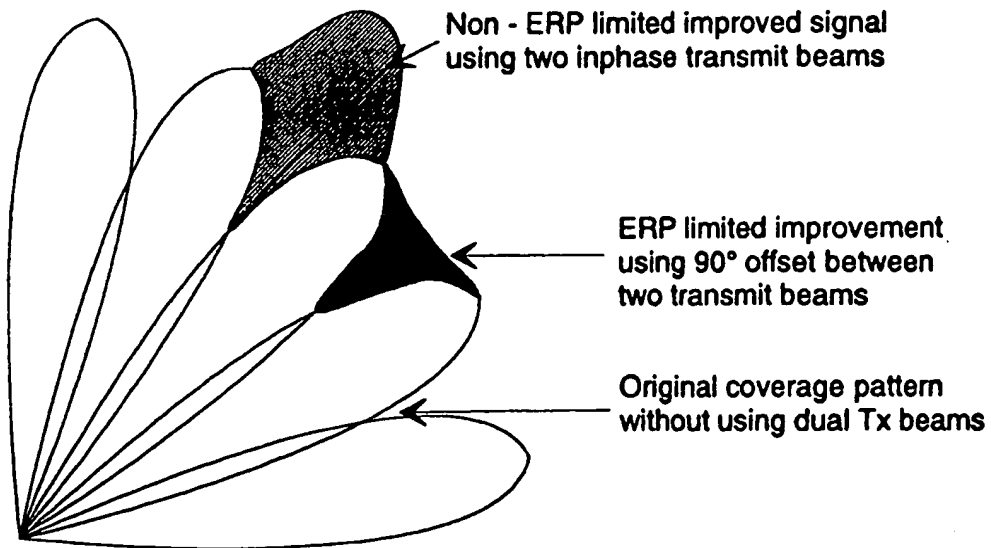 Non - ERP limited improved signal
using two inphase transmit beams
ERP limited improvement
using 90° offset between
two transmit beams
Original coverage pattern
without using dual Tx beams